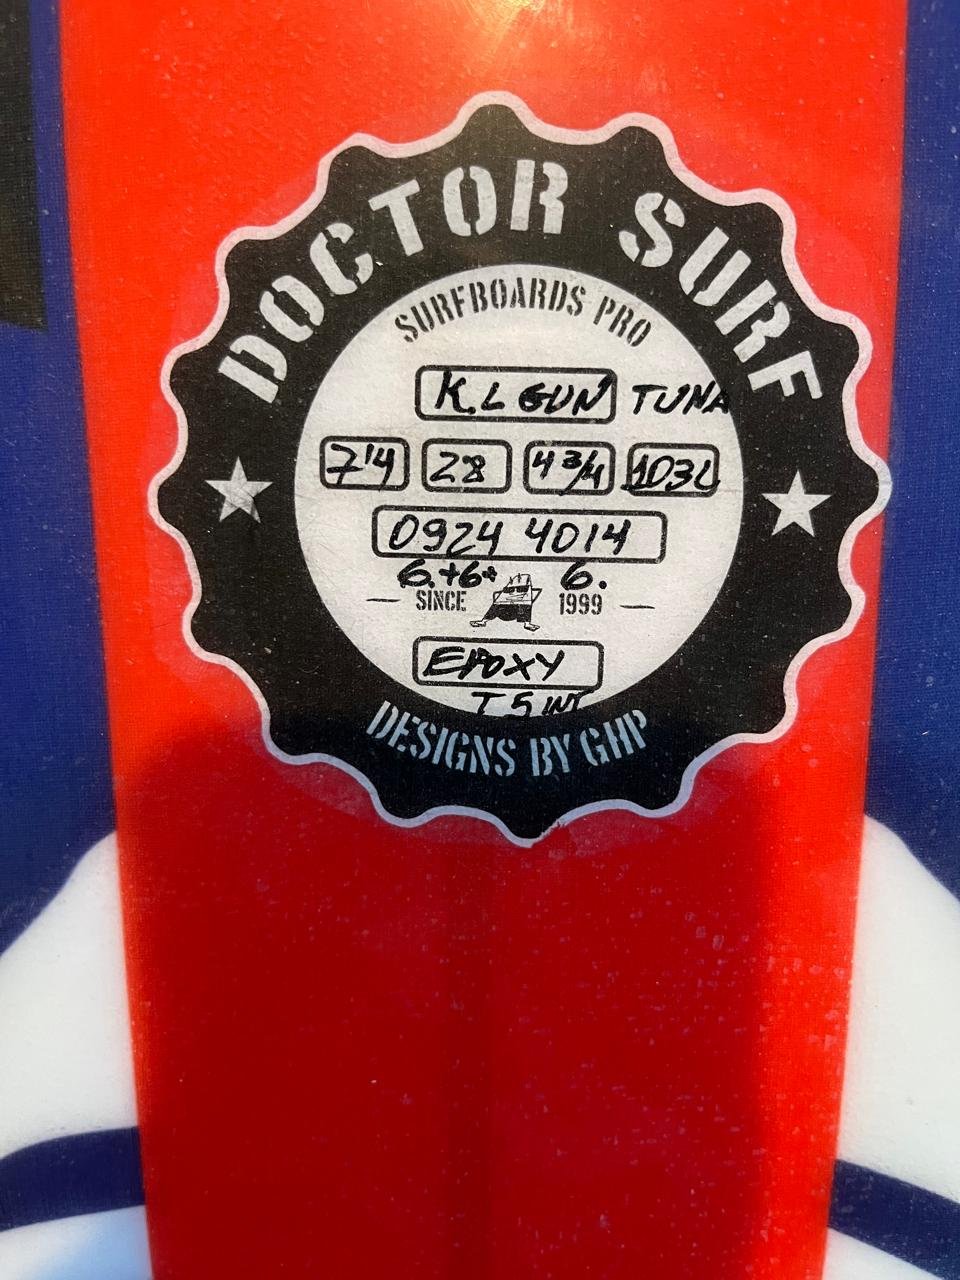 DOCTOR SURF
SURFBOARDS PRO
K.L GUN TUNA
7'4 28 4 3/4 103L
0924 4014
6.+6+ 6.
SINCE 1999
EPOXY
DESIGNS BY GHP